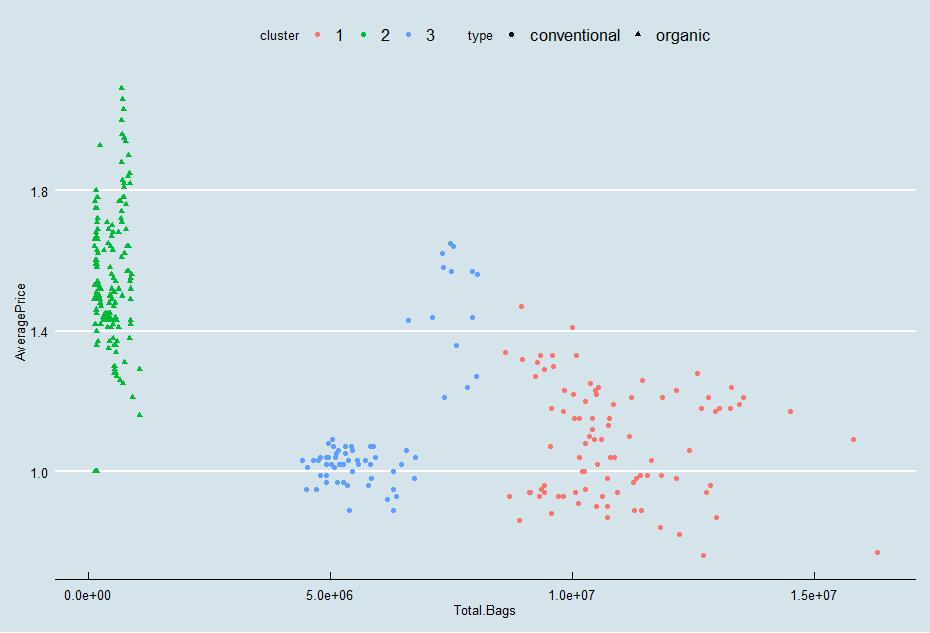 cluster 1 2 3 type conventional organic
1.8
1.4
1.0
AveragePrice
0.0e+00 5.0e+06 1.0e+07 1.5e+07
Total.Bags